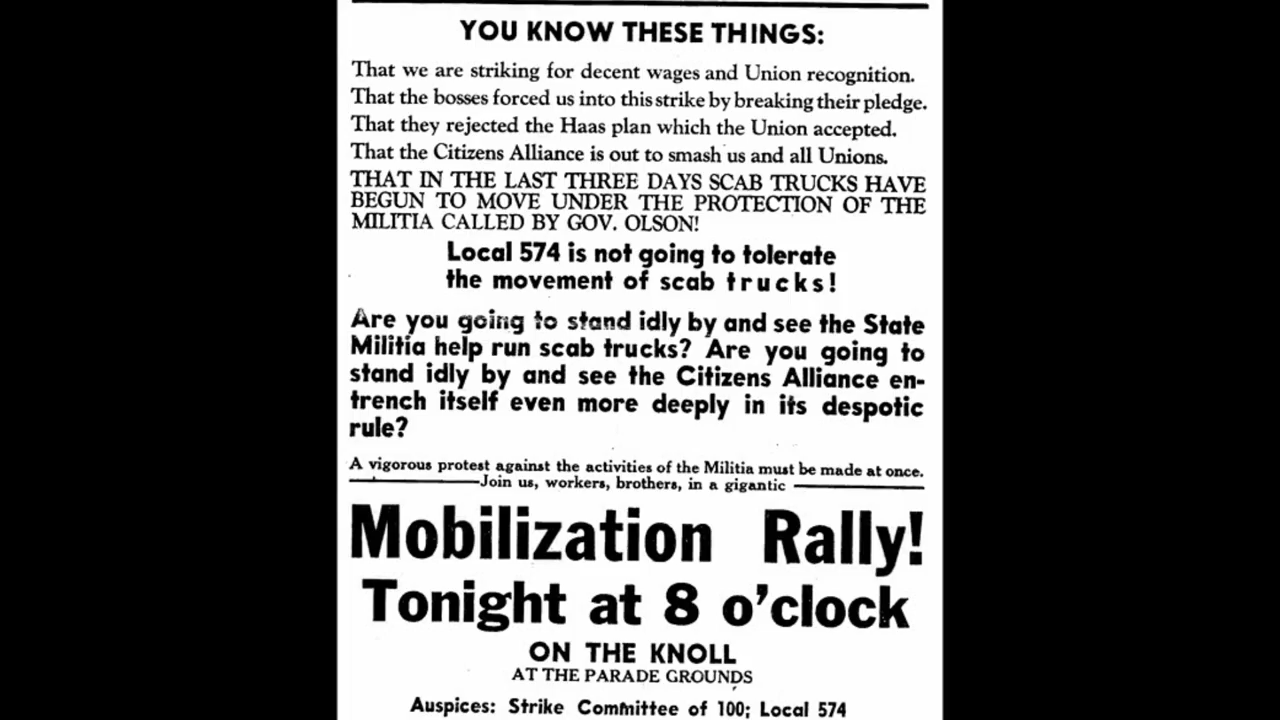 YOU KNOW THESE THINGS:
That we are striking for decent wages and Union recognition.
That the bosses forced us into this strike by breaking their pledge.
That they rejected the Haas plan which the Union accepted.
That the Citizens Alliance is out to smash us and all Unions.
THAT IN THE LAST THREE DAYS SCAB TRUCKS HAVE
BEGUN TO MOVE UNDER THE PROTECTION OF THE
MILITIA CALLED BY GOV. OLSON!
Local 574 is not going to tolerate
the movement of scab trucks!
Are you going to stand idly by and see the State
Militia help run scab trucks? Are you going to
stand idly by and see the Citizens Alliance en-
trench itself even more deeply in its despotic
rule?
A vigorous protest against the activities of the Militia must be made at once.
Join us, workers, brothers, in a gigantic
Mobilization Rally!
Tonight at 8 o'clock
ON THE KNOLL
AT THE PARADE GROUNDS
Auspices: Strike Committee of 100; Local 574